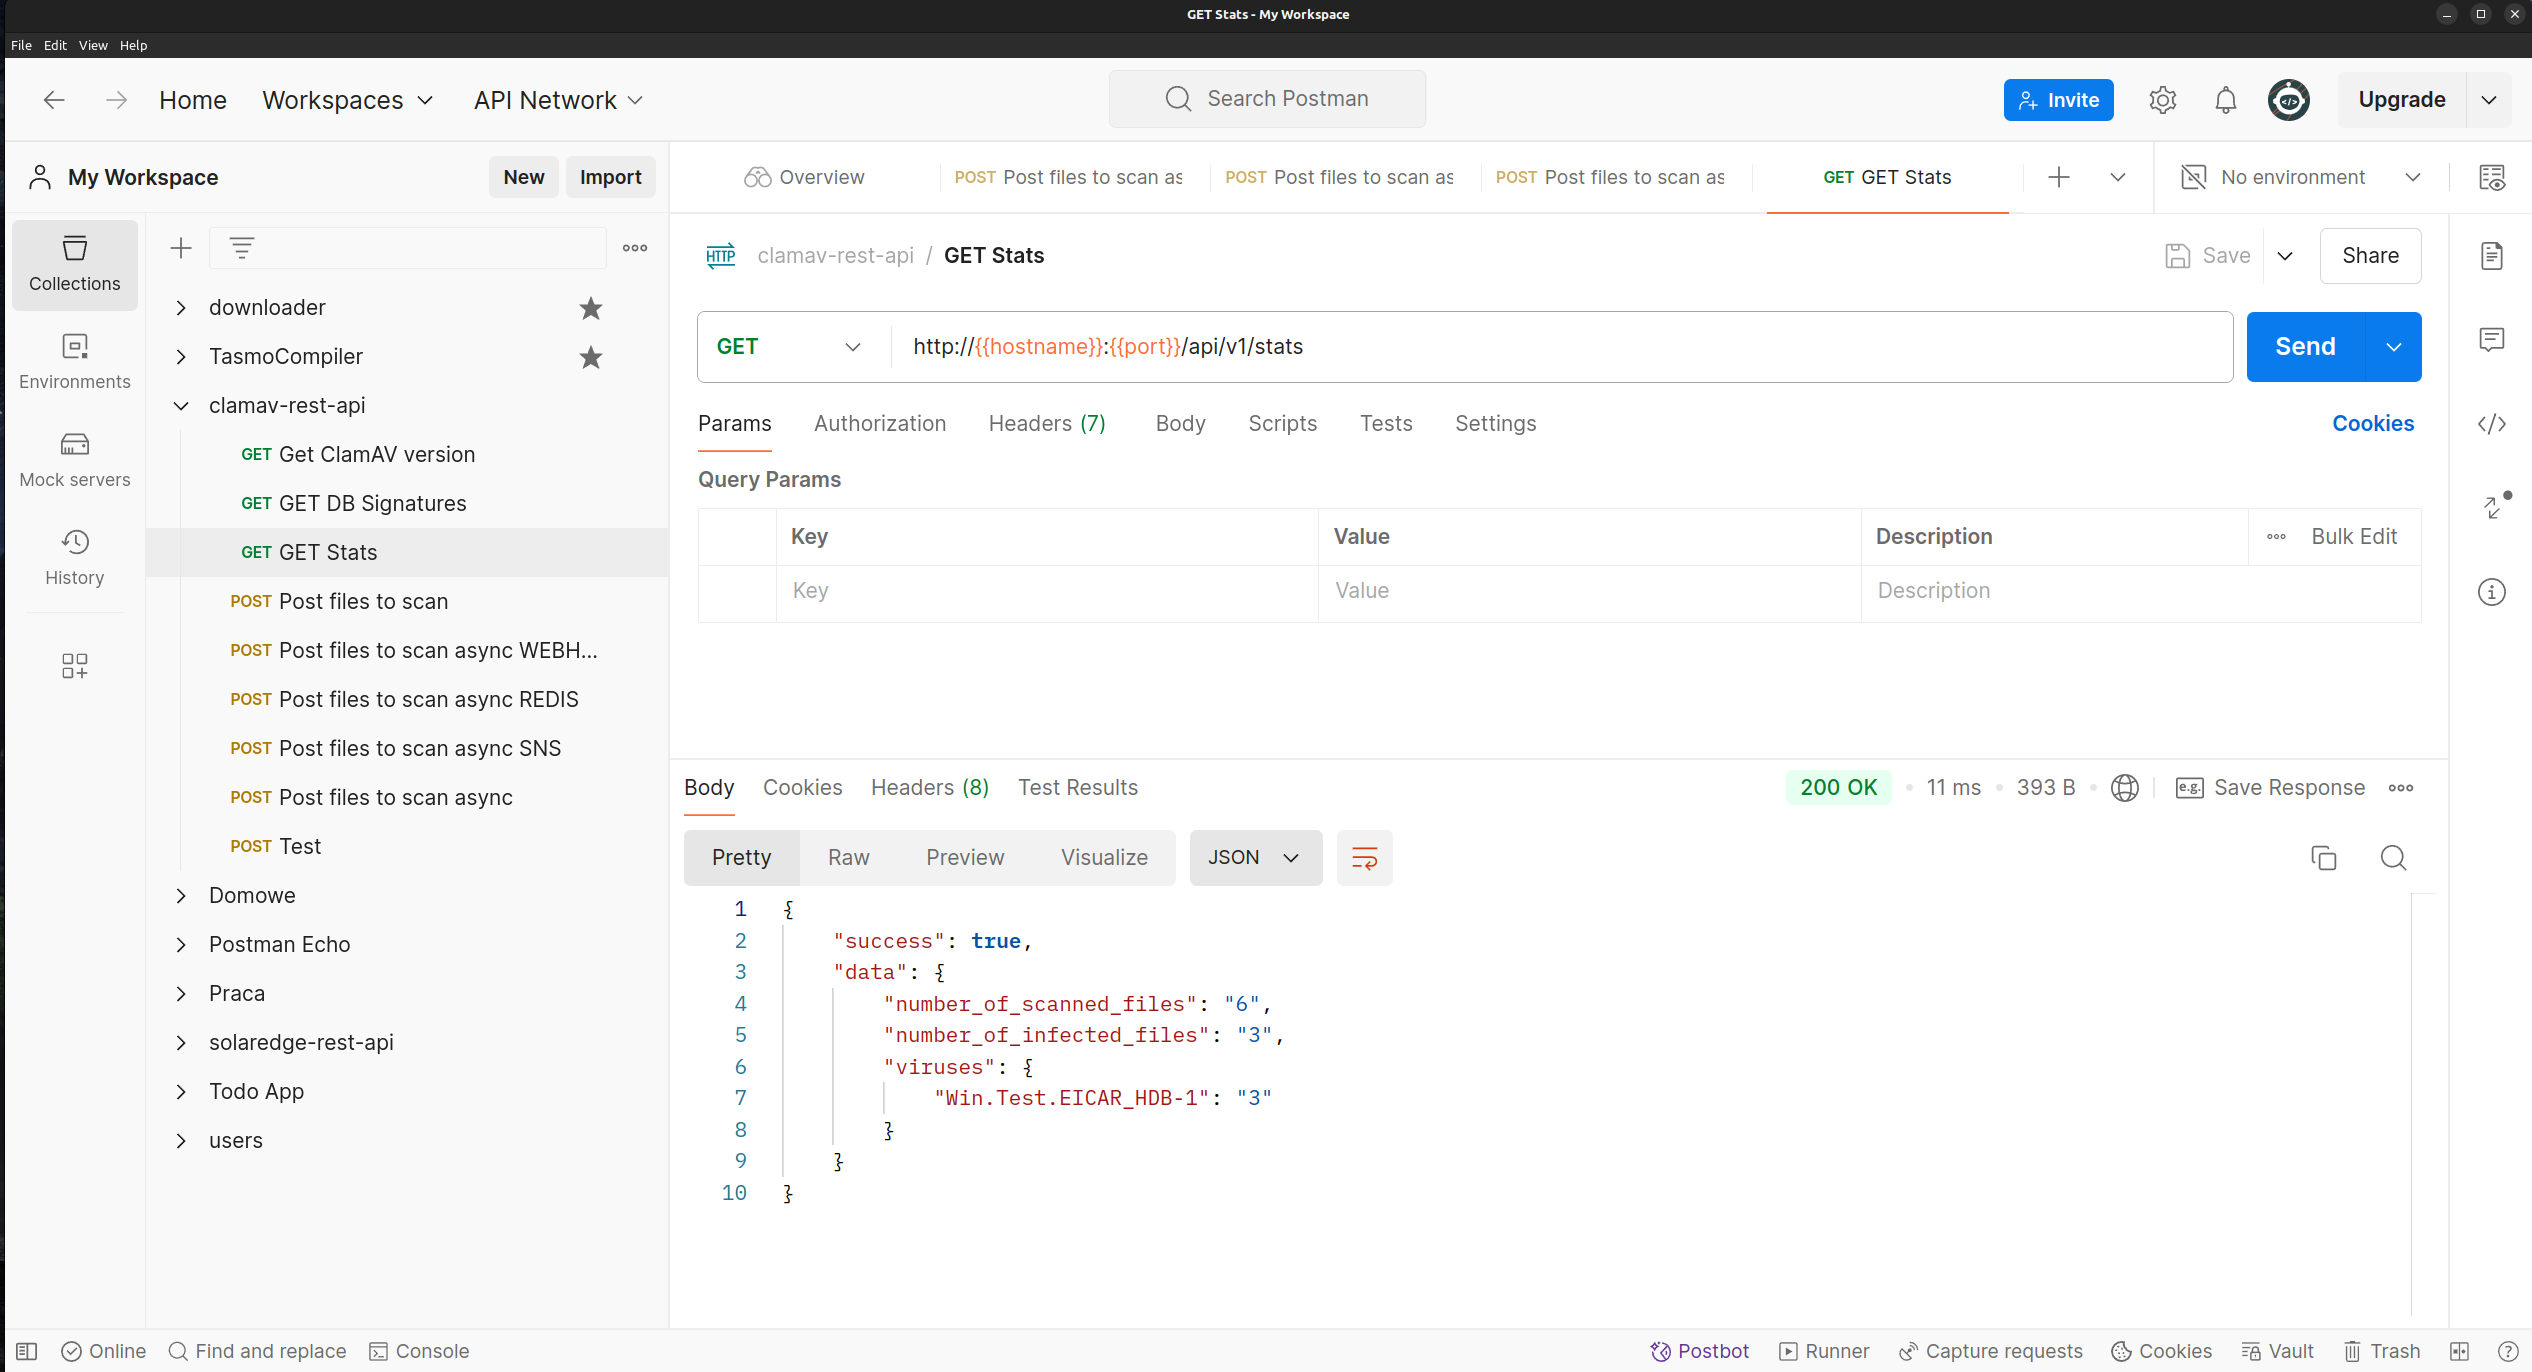 GET Stats - My Workspace
File Edit View Help
Home Workspaces API Network Search Postman Invite Upgrade
My Workspace New Import
Overview POST Post files to scan as POST Post files to scan as POST Post files to scan as GET GET Stats No environment
Collections
Environments
Mock servers
History
downloader
TasmoCompiler
clamav-rest-api
GET Get ClamAV version
GET GET DB Signatures
GET GET Stats
POST Post files to scan
POST Post files to scan async WEBH...
POST Post files to scan async REDIS
POST Post files to scan async SNS
POST Post files to scan async
POST Test
Domowe
Postman Echo
Praca
solaredge-rest-api
Todo App
users
HTTP clamav-rest-api / GET Stats Save Share
GET http://{{hostname}}:{{port}}/api/v1/stats Send
Params Authorization Headers (7) Body Scripts Tests Settings Cookies
Query Params
Key Value Description Bulk Edit
Key Value Description
Body Cookies Headers (8) Test Results 200 OK • 11 ms • 393 B • e.g. Save Response
Pretty Raw Preview Visualize JSON
1 {
2 "success": true,
3 "data": {
4 "number_of_scanned_files": "6",
5 "number_of_infected_files": "3",
6 "viruses": {
7 "Win.Test.EICAR_HDB-1": "3"
8 }
9 }
10 }
Online Find and replace Console Postbot Runner Capture requests Cookies Vault Trash